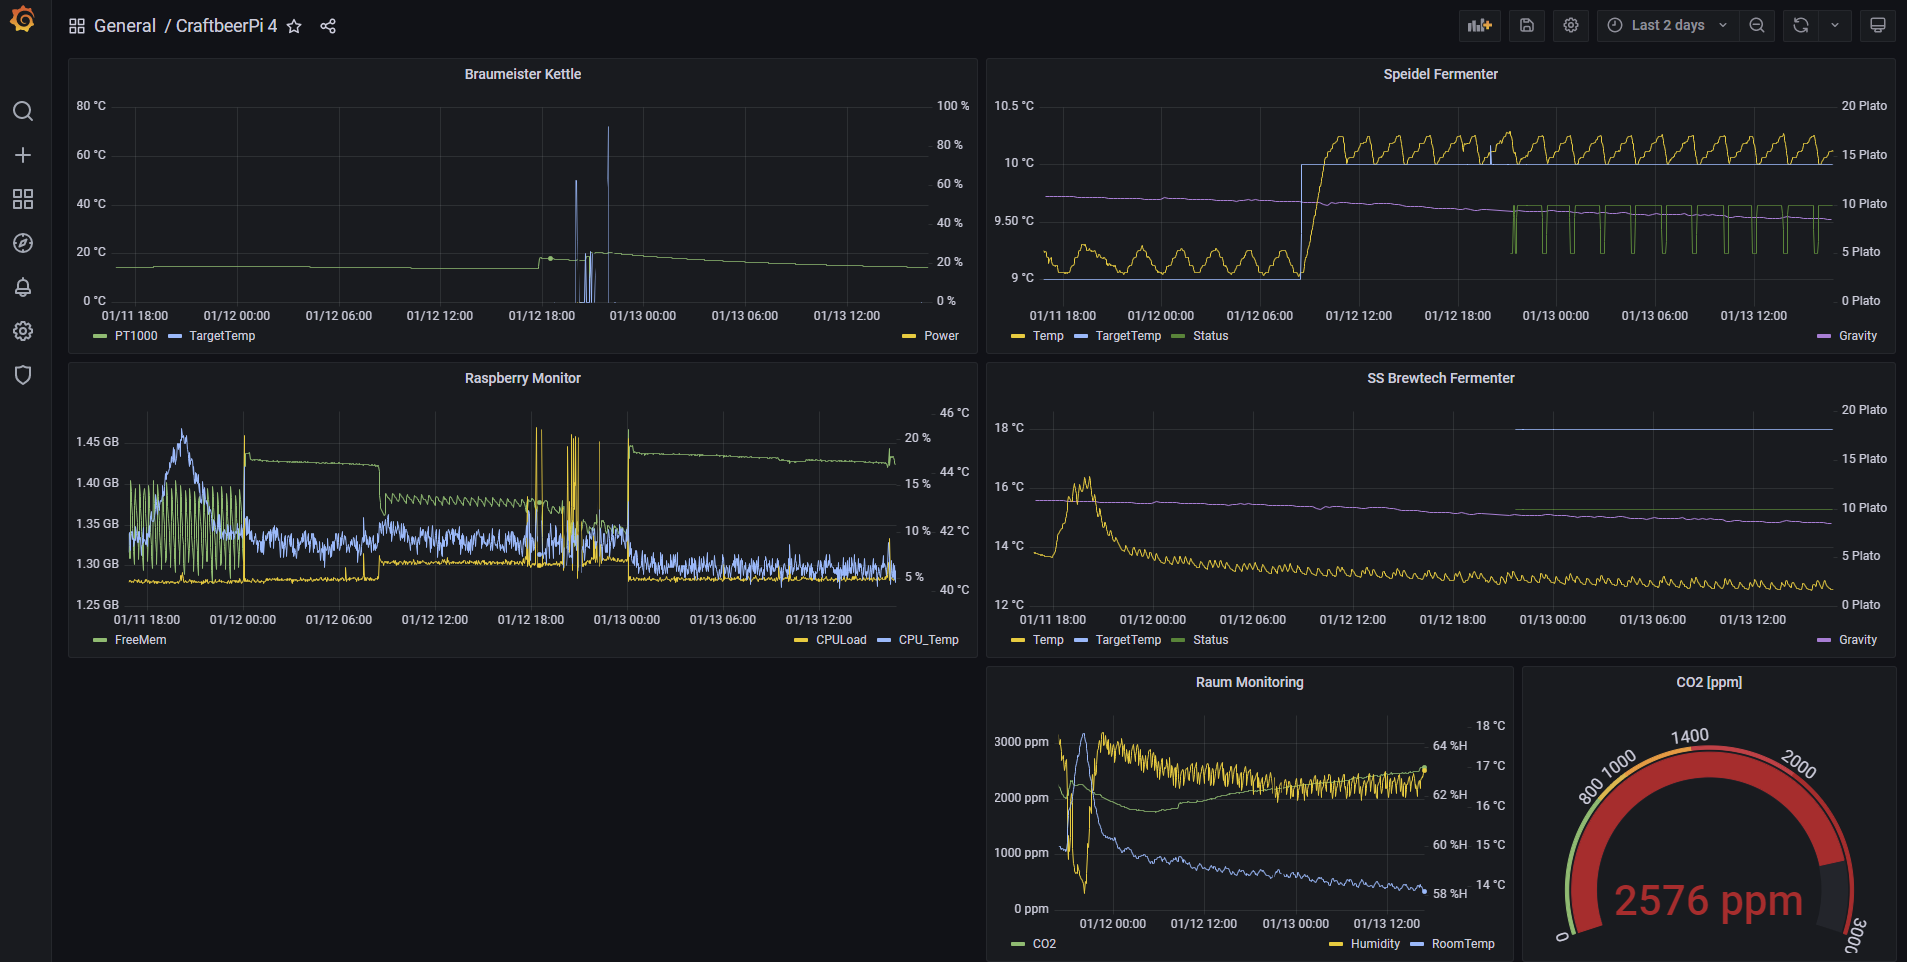 General / CraftbeerPi 4
Last 2 days
Braumeister Kettle
80 °C
60 °C
40 °C
20 °C
0 °C
100 %
80 %
60 %
40 %
20 %
0 %
01/11 18:00 01/12 00:00 01/12 06:00 01/12 12:00 01/12 18:00 01/13 00:00 01/13 06:00 01/13 12:00
PT1000 TargetTemp Power
Speidel Fermenter
10.5 °C
10 °C
9.50 °C
9 °C
20 Plato
15 Plato
10 Plato
5 Plato
0 Plato
01/11 18:00 01/12 00:00 01/12 06:00 01/12 12:00 01/12 18:00 01/13 00:00 01/13 06:00 01/13 12:00
Temp TargetTemp Status Gravity
Raspberry Monitor
1.45 GB
1.40 GB
1.35 GB
1.30 GB
1.25 GB
20 %
15 %
10 %
5 %
46 °C
44 °C
42 °C
40 °C
01/11 18:00 01/12 00:00 01/12 06:00 01/12 12:00 01/12 18:00 01/13 00:00 01/13 06:00 01/13 12:00
FreeMem CPULoad CPU_Temp
SS Brewtech Fermenter
18 °C
16 °C
14 °C
12 °C
20 Plato
15 Plato
10 Plato
5 Plato
0 Plato
01/11 18:00 01/12 00:00 01/12 06:00 01/12 12:00 01/12 18:00 01/13 00:00 01/13 06:00 01/13 12:00
Temp TargetTemp Status Gravity
Raum Monitoring
3000 ppm
2000 ppm
1000 ppm
0 ppm
64 %H
62 %H
60 %H
58 %H
18 °C
17 °C
16 °C
15 °C
14 °C
01/12 00:00 01/12 12:00 01/13 00:00 01/13 12:00
CO2 Humidity RoomTemp
CO2 [ppm]
0
800
1000
1400
2000
3000
2576 ppm